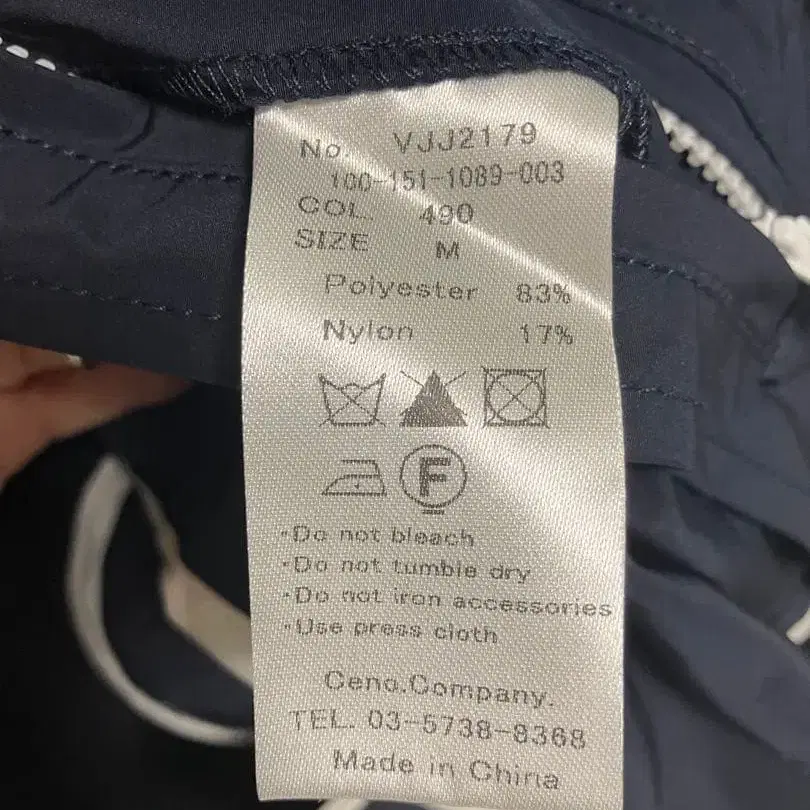 No. VJJ2179
100-151-1089-003
COL. 490
SIZE M
Polyester 83%
Nylon 17%
F
·Do not bleach
·Do not tumble dry
·Do not iron accessories
·Use press cloth
Ceno.Company.
TEL. 03-5738-8368
Made in China